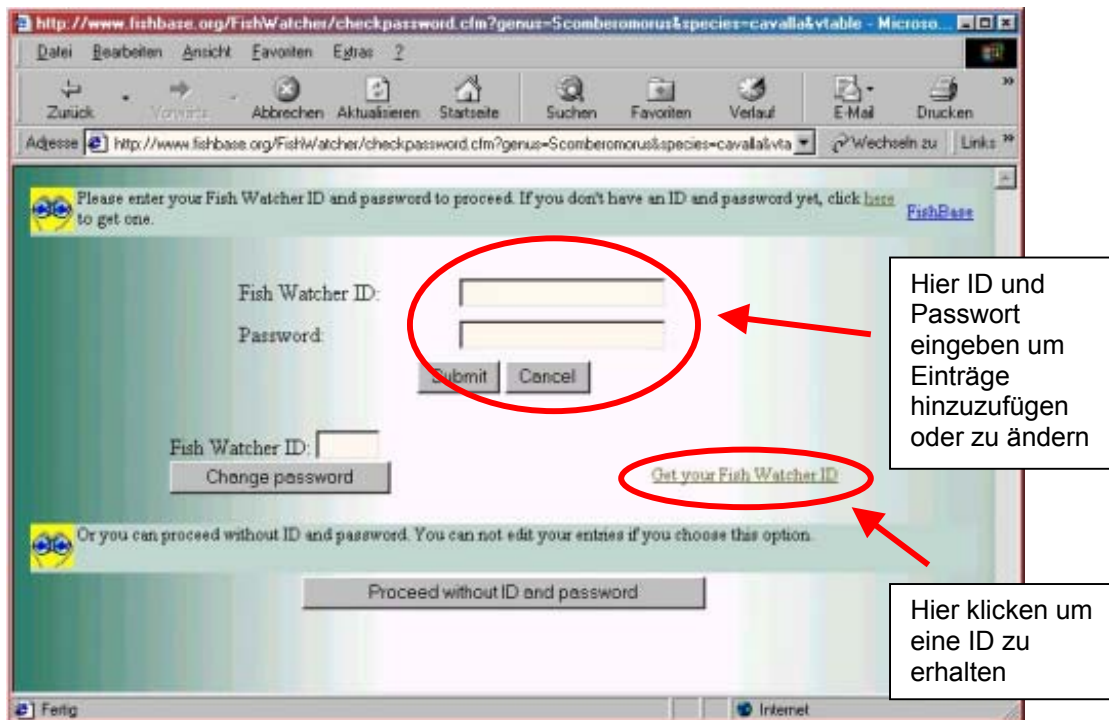 http://www.fishbase.org/FishWatcher/checkpassword.cfm?genus=Scomberomorus&species=cavalla&vtable - Microso...
Datei Bearbeiten Ansicht Favoriten Extras ?
Zurück Vorwärts Abbrechen Aktualisieren Startseite Suchen Favoriten Verlauf E-Mail Drucken »
Adresse http://www.fishbase.org/FishWatcher/checkpassword.cfm?genus=Scomberomorus&species=cavalla&vta Wechseln zu Links »
Please enter your Fish Watcher ID and password to proceed. If you don't have an ID and password yet, click here
to get one.
FishBase
Fish Watcher ID:
Password:
Submit Cancel
Hier ID und
Passwort
eingeben um
Einträge
hinzuzufügen
oder zu ändern
Fish Watcher ID:
Change password
Get your Fish Watcher ID
Or you can proceed without ID and password. You can not edit your entries if you choose this option.
Proceed without ID and password
Hier klicken um
eine ID zu
erhalten
Fertig Internet